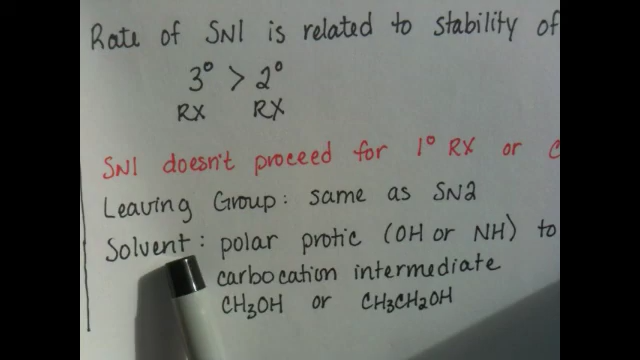 Rate of SN1 is related to stability of
3° > 2°
RX RX
SN1 doesn't proceed for 1° RX or C
Leaving Group: same as SN2
Solvent: polar protic (OH or NH) to
carbocation intermediate
CH3OH or CH3CH2OH